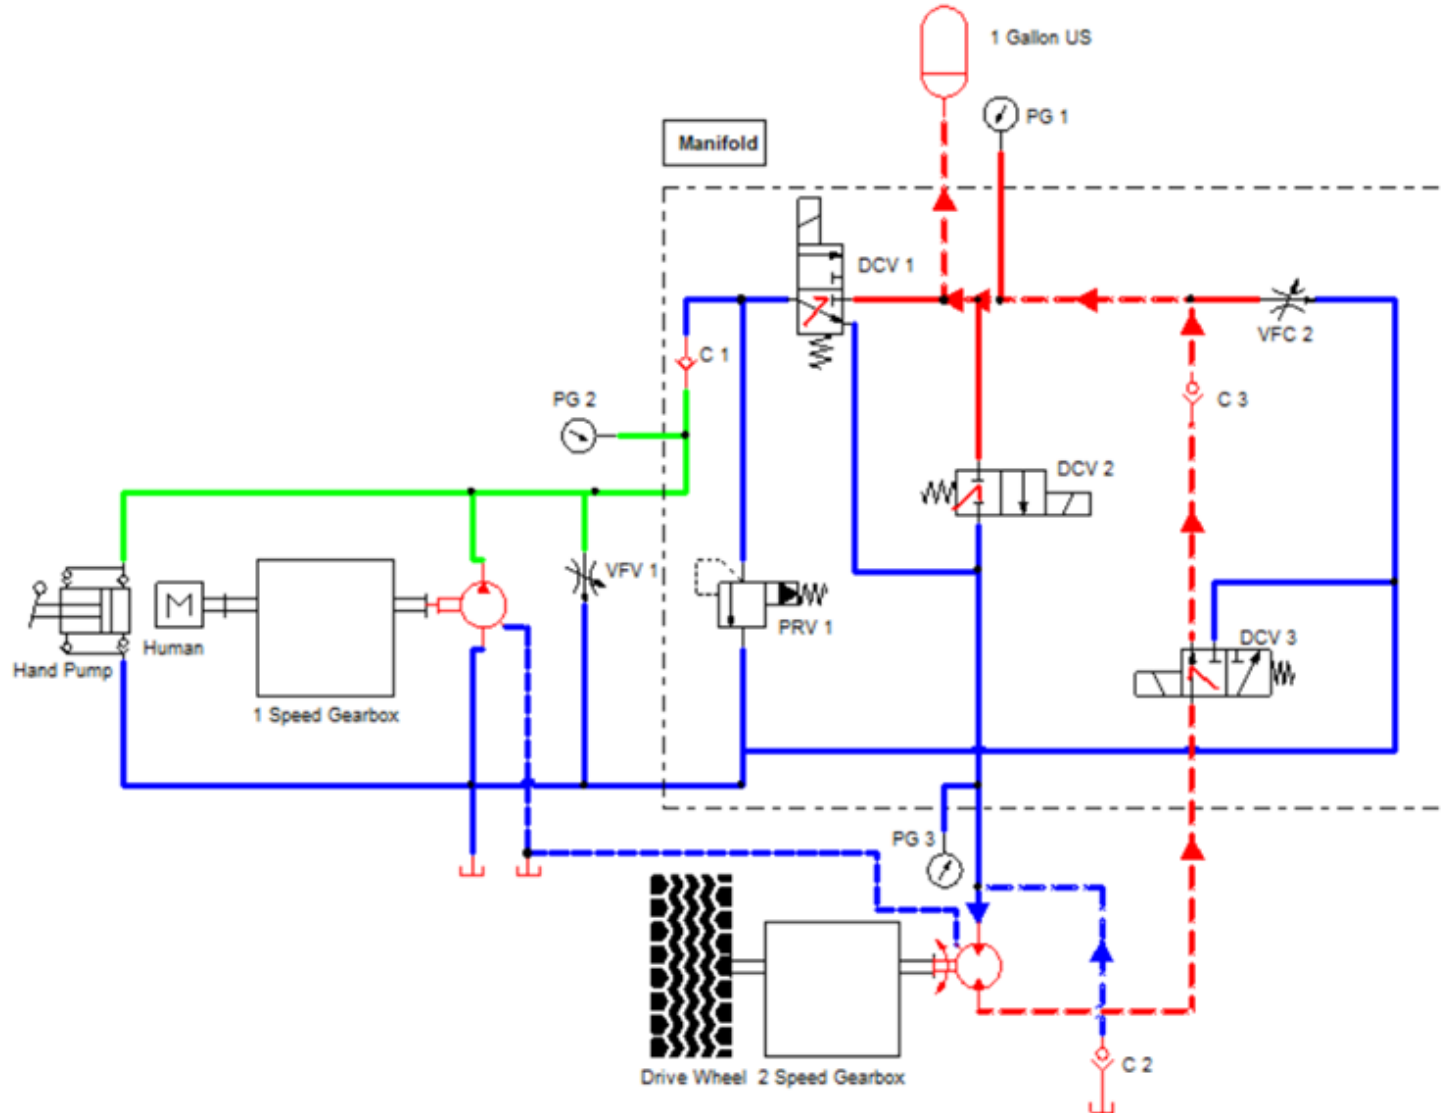 1 Gallon US
PG 1
Manifold
DCV 1
VFC 2
C 1
PG 2
C 3
DCV 2
VFV 1
PRV 1
DCV 3
M
Human
Hand Pump
1 Speed Gearbox
PG 3
C 2
Drive Wheel
2 Speed Gearbox